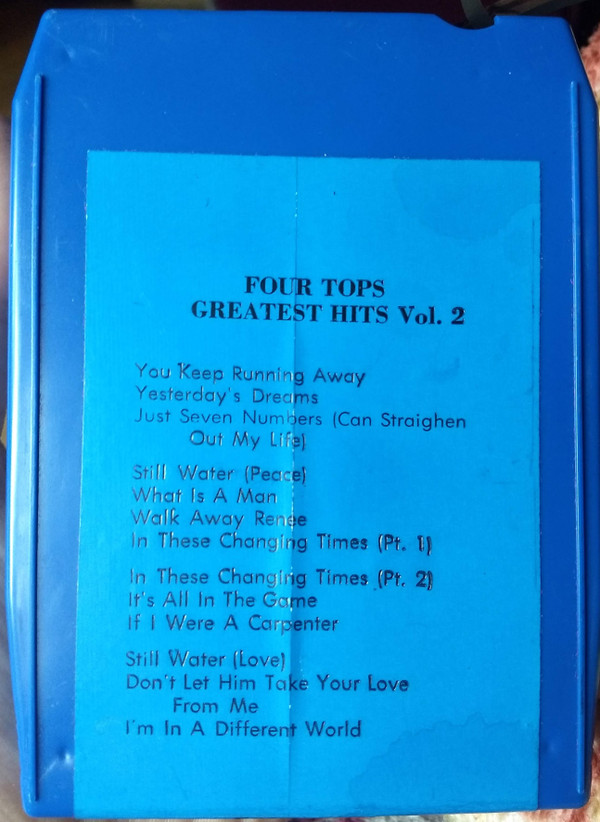 FOUR TOPS
GREATEST HITS Vol. 2
You Keep Running Away
Yesterday's Dreams
Just Seven Numbers (Can Straighen
Out My Life)
Still Water (Peace)
What Is A Man
Walk Away Renee
In These Changing Times (Pt. 1)
In These Changing Times (Pt. 2)
It's All In The Game
If I Were A Carpenter
Still Water (Love)
Don't Let Him Take Your Love
From Me
I'm In A Different World